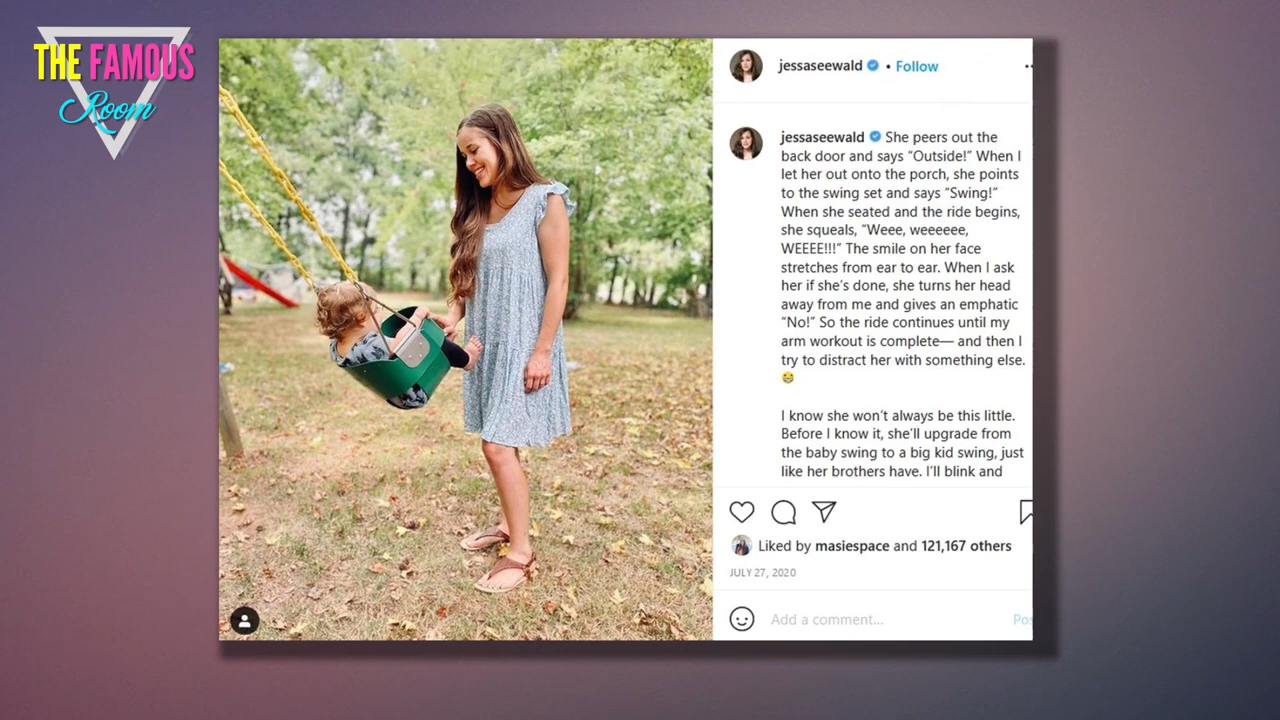 THE FAMOUS
Room
jessaseewald • Follow
jessaseewald She peers out the
back door and says “Outside!” When I
let her out onto the porch, she points
to the swing set and says “Swing!”
When she seated and the ride begins,
she squeals, “Weee, weeeeee,
WEEEE!!!” The smile on her face
stretches from ear to ear. When I ask
her if she’s done, she turns her head
away from me and gives an emphatic
“No!” So the ride continues until my
arm workout is complete— and then I
try to distract her with something else.
😁
I know she won’t always be this little.
Before I know it, she’ll upgrade from
the baby swing to a big kid swing, just
like her brothers have. I’ll blink and
Liked by masiespace and 121,167 others
JULY 27, 2020
Add a comment... Pos